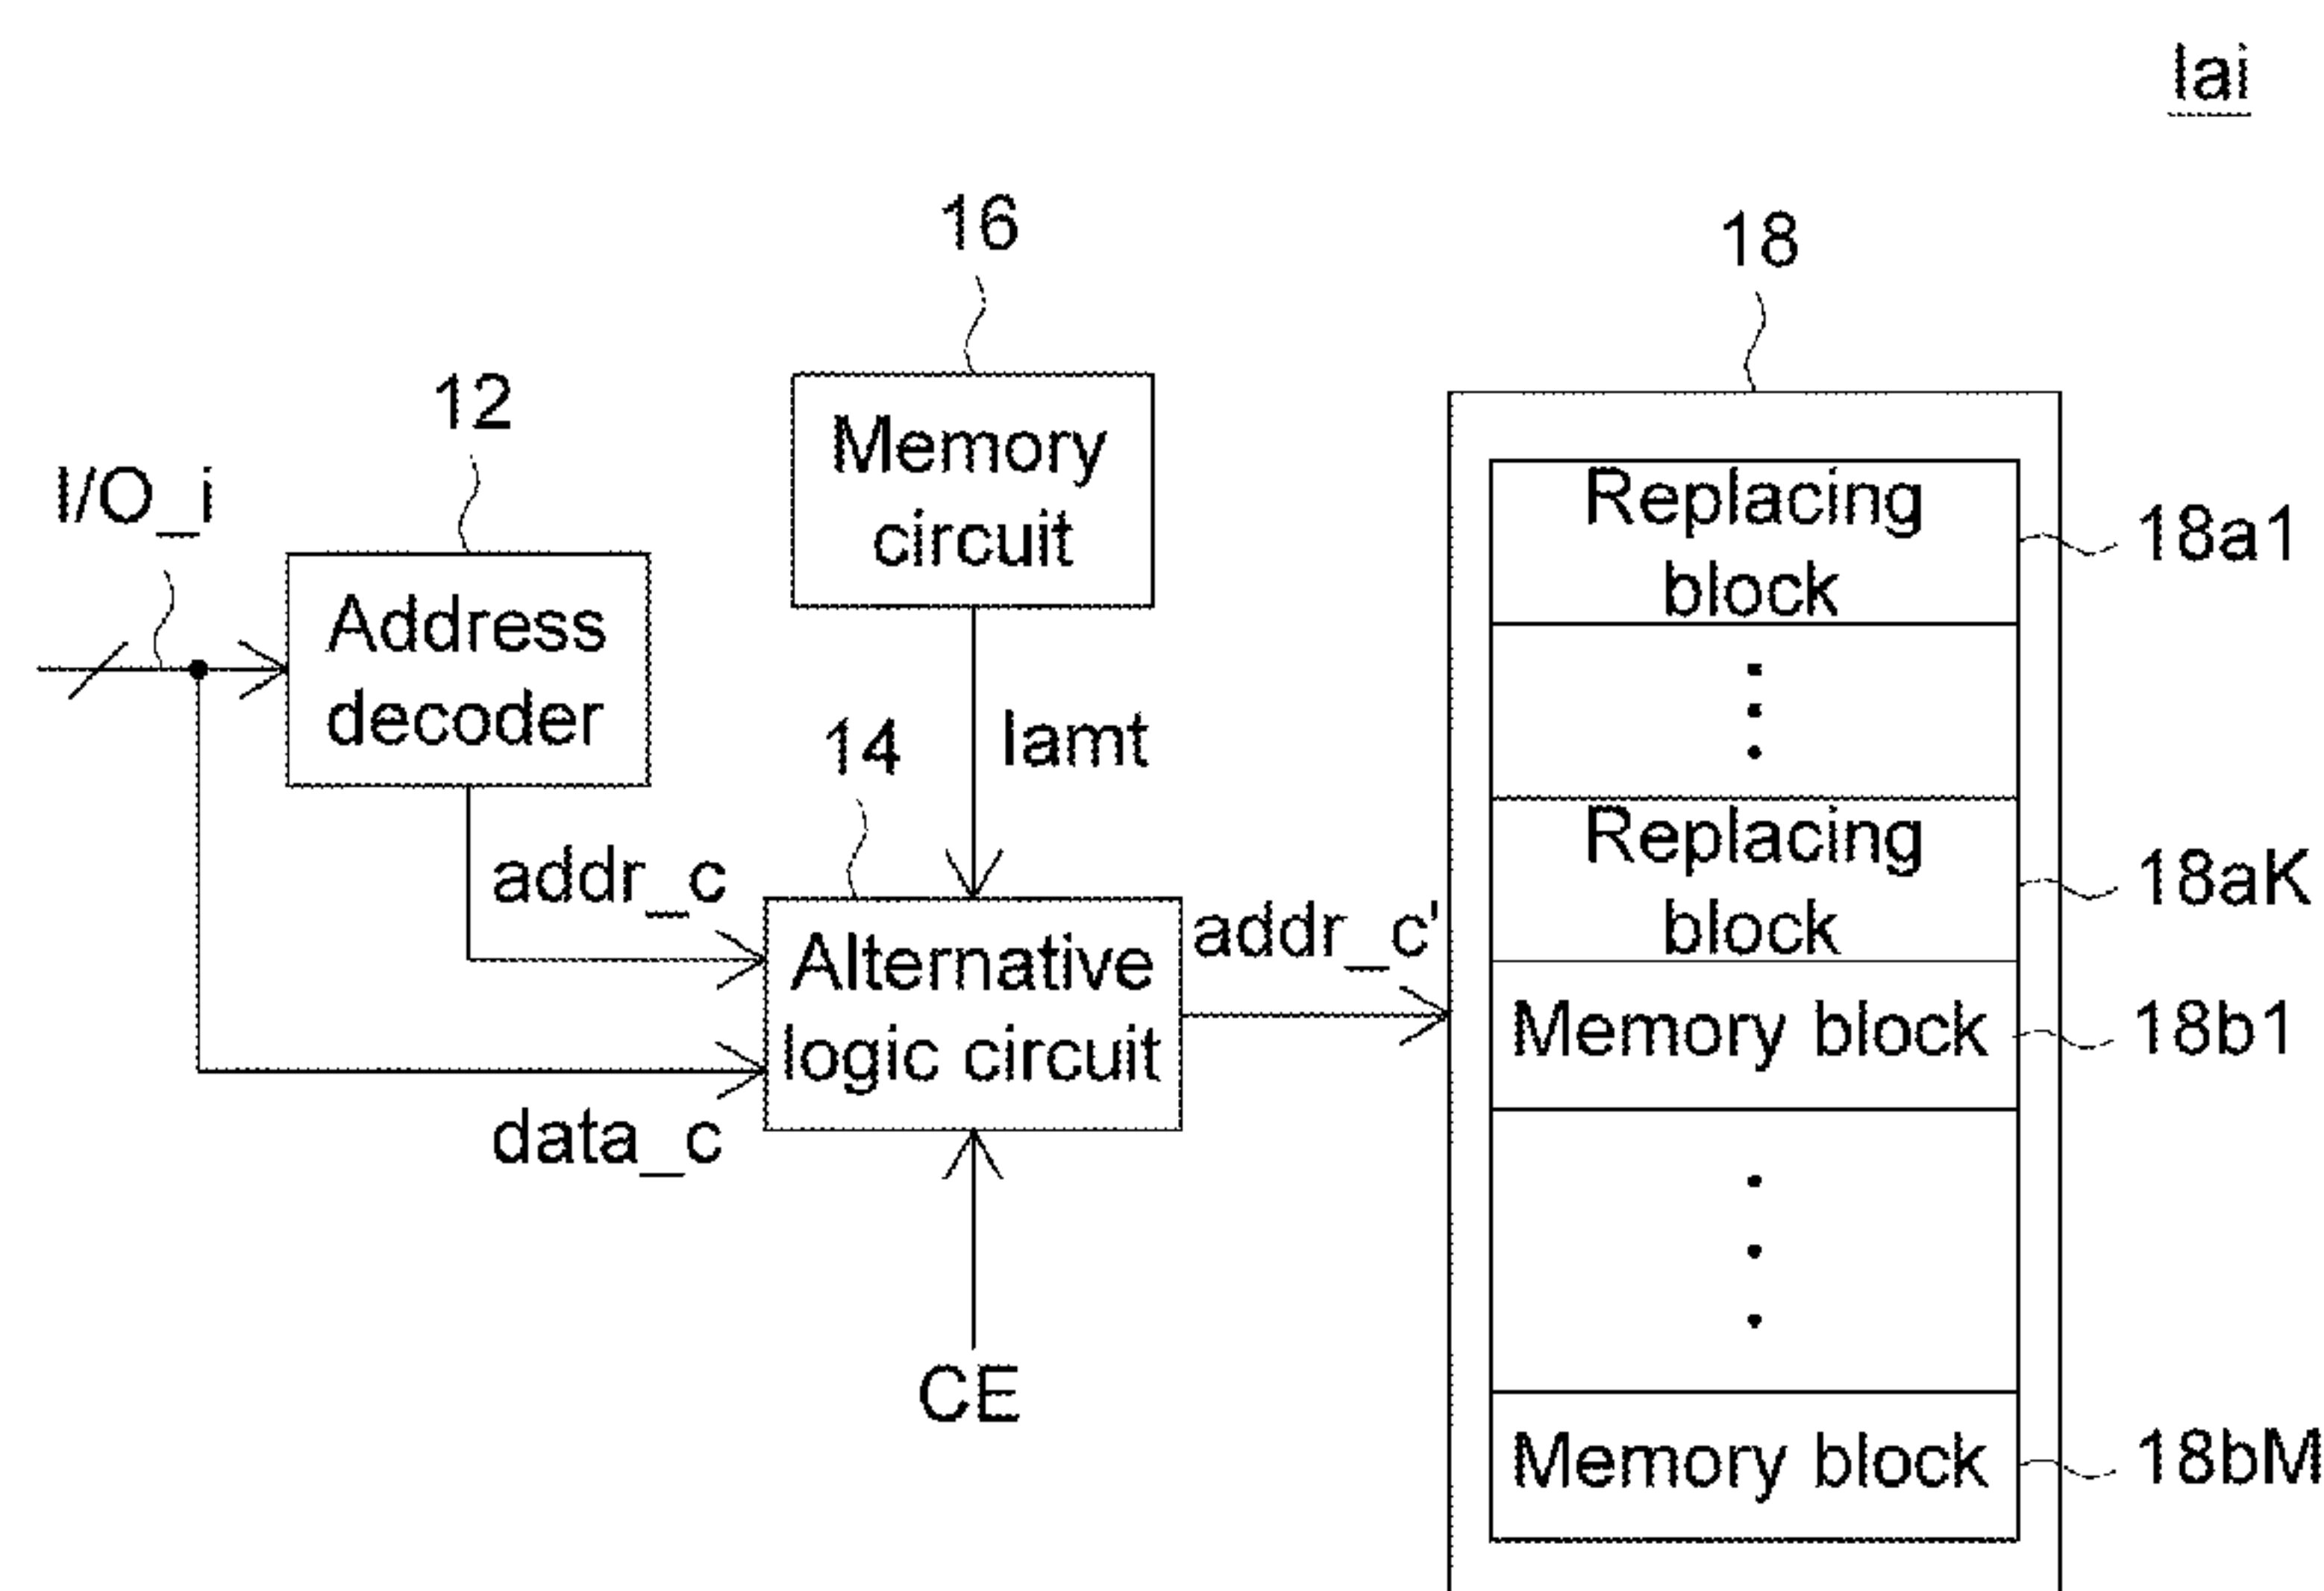 Iai
16
18
12
I/O_i
Memory
circuit
Replacing
block
18a1
Address
decoder
14
Iamt
Replacing
block
18aK
addr_c
addr_c'
Alternative
logic circuit
Memory block
18b1
data_c
CE
Memory block
18bM